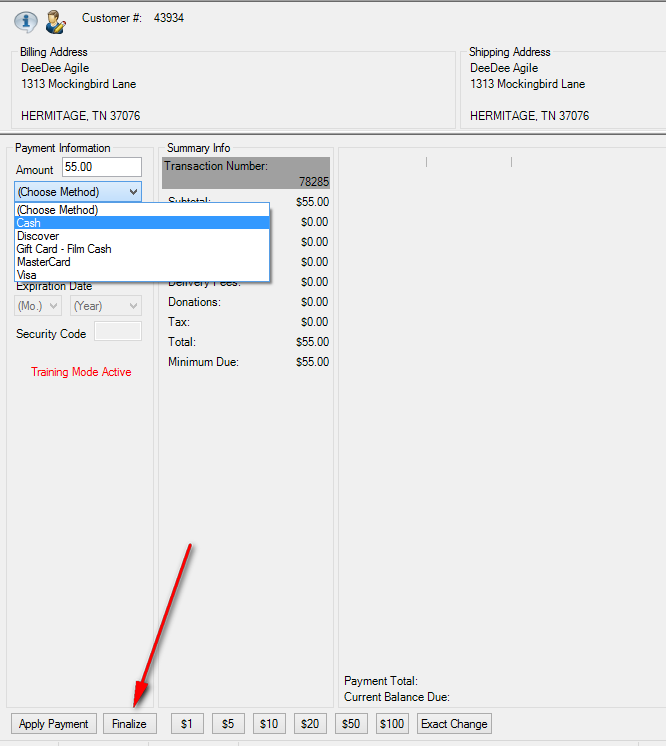 Customer #: 43934
Billing Address
DeeDee Agile
1313 Mockingbird Lane
HERMITAGE, TN 37076
Shipping Address
DeeDee Agile
1313 Mockingbird Lane
HERMITAGE, TN 37076
Payment Information
Amount 55.00
(Choose Method)
(Choose Method)
Cash
Discover
Gift Card - Film Cash
MasterCard
Visa
Expiration Date
(Mo.) (Year)
Security Code
Training Mode Active
Summary Info
Transaction Number:
78285
Subtotal: $55.00
$0.00
$0.00
$0.00
Delivery Fees: $0.00
Donations: $0.00
Tax: $0.00
Total: $55.00
Minimum Due: $55.00
Payment Total:
Current Balance Due:
Apply Payment Finalize $1 $5 $10 $20 $50 $100 Exact Change